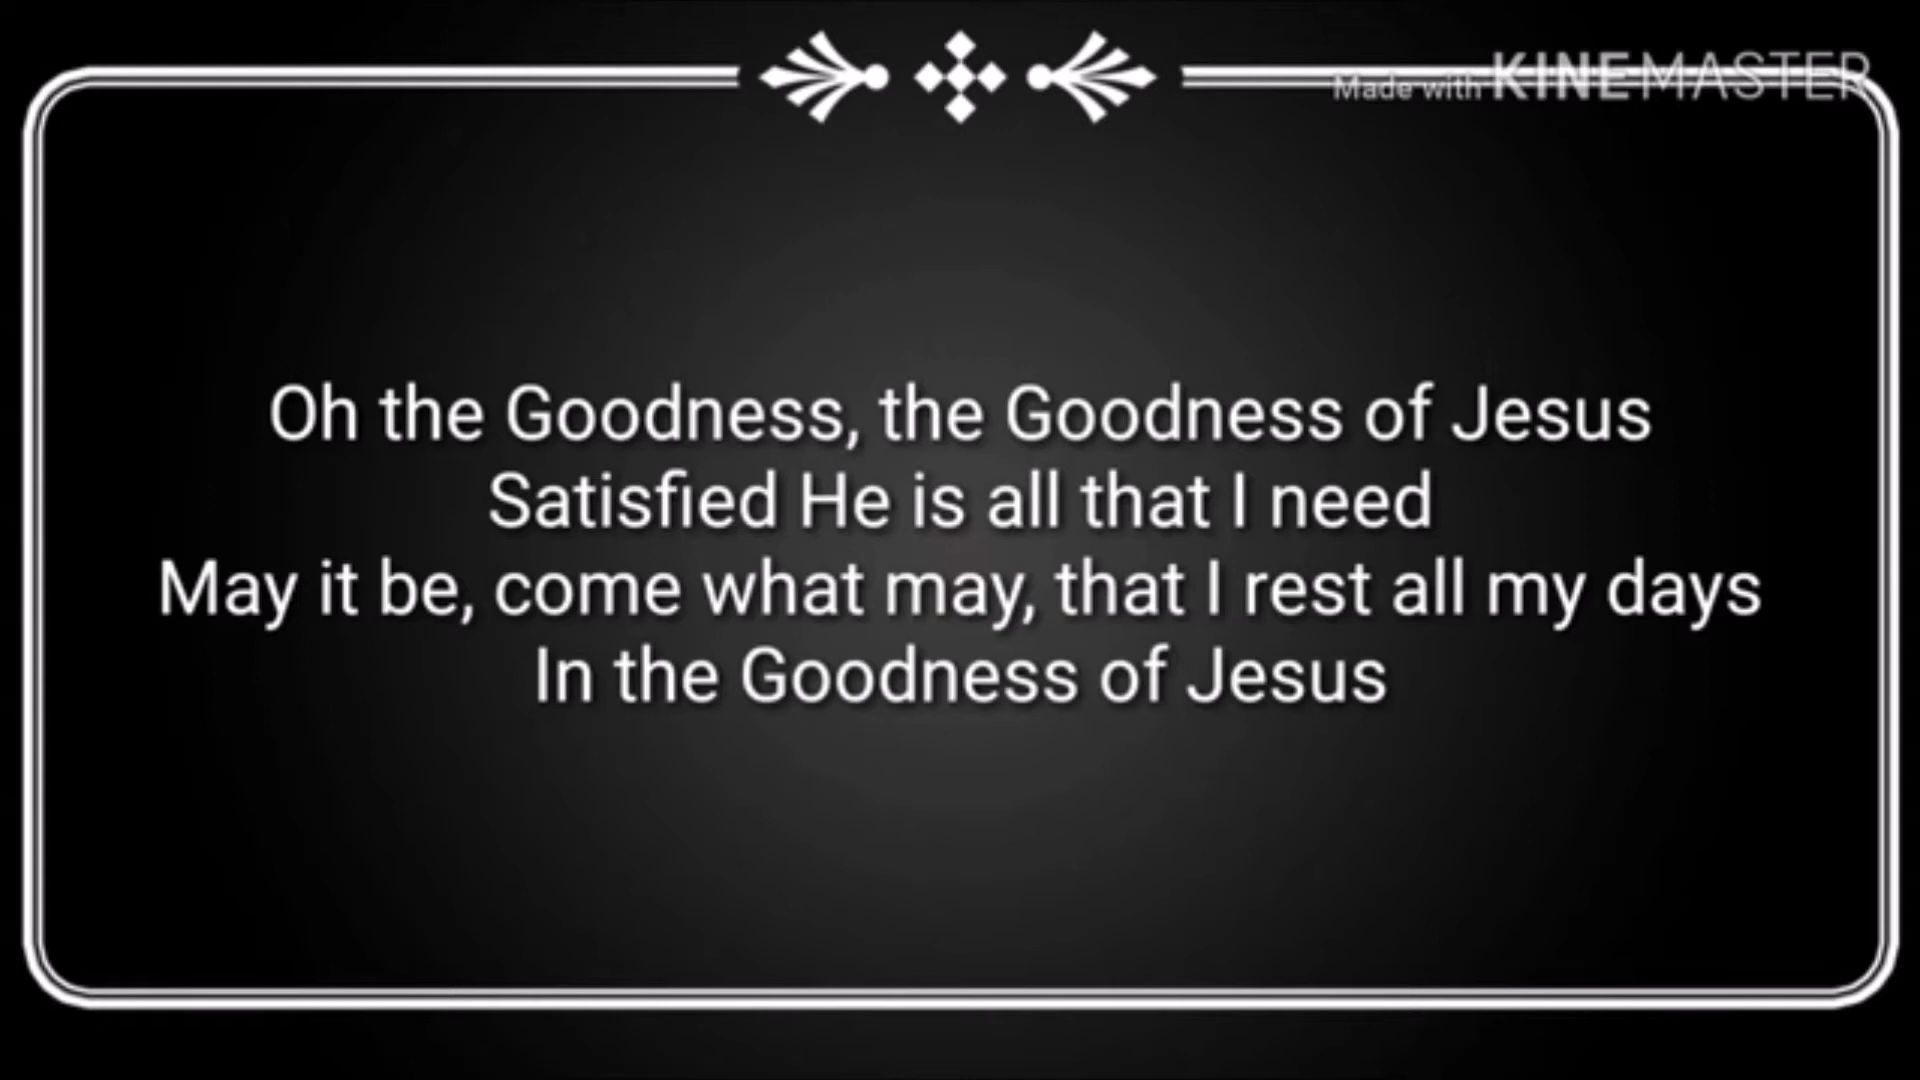 Made with KINEMASTER
Oh the Goodness, the Goodness of Jesus
Satisfied He is all that I need
May it be, come what may, that I rest all my days
In the Goodness of Jesus